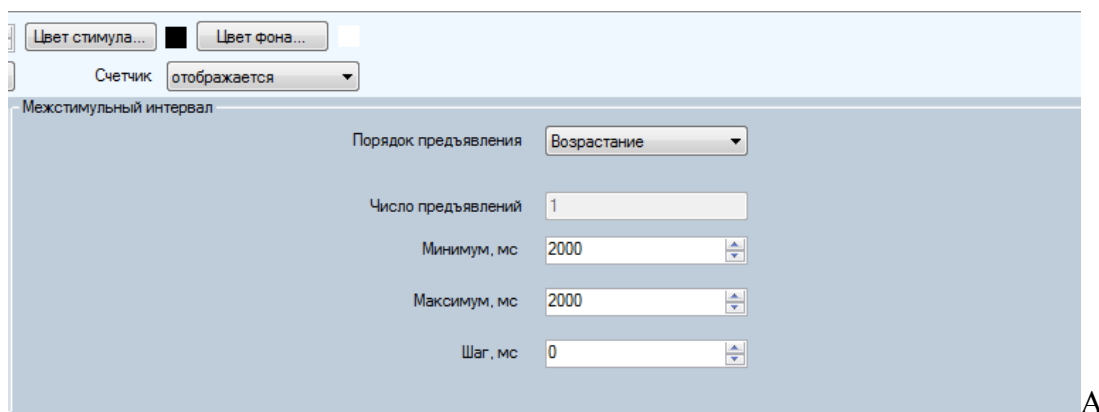 Цвет стимула... Цвет фона...
Счетчик отображается
Межстимульный интервал
Порядок предъявления Возрастание
Число предъявлений 1
Минимум, мс 2000
Максимум, мс 2000
Шаг, мс 0
А